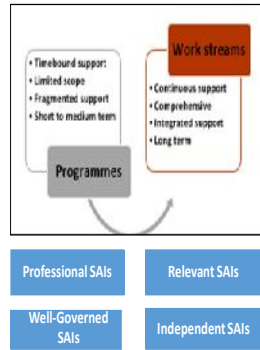 • Timebound support
• Limited scope
• Fragmented support
• Short to medium term
Programmes
Work streams
• Continuous support
• Comprehensive
• Integrated support
• Long term
Professional SAIs
Relevant SAIs
Well-Governed
SAIs
Independent SAIs